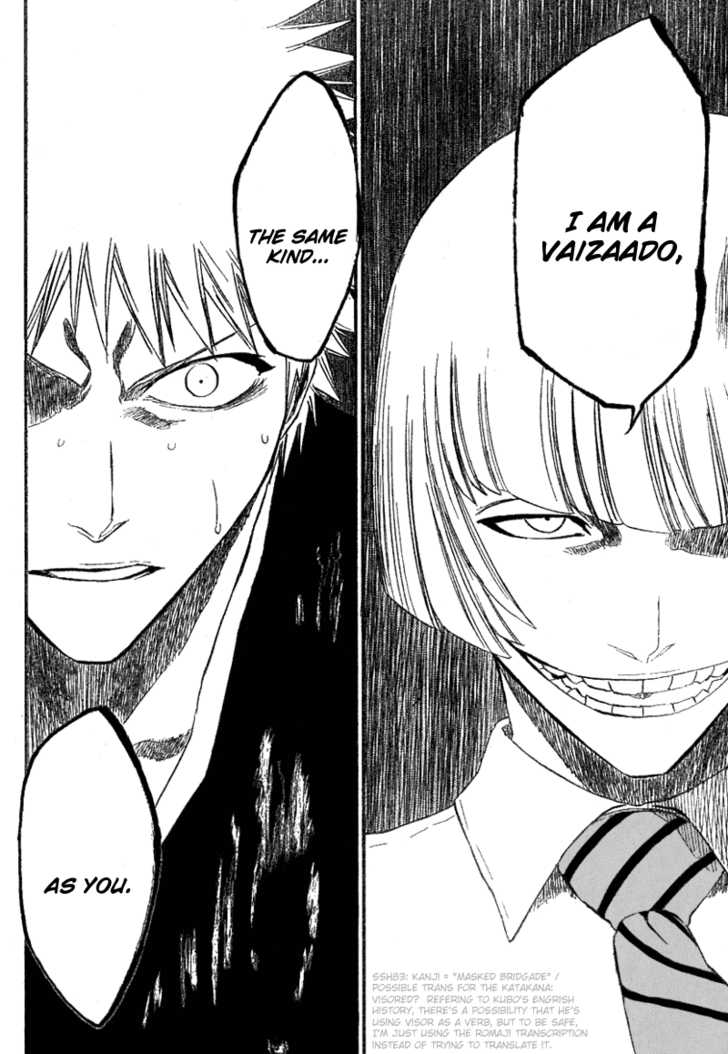 I AM A
VAIZAADO,
THE SAME
KIND...
AS YOU.
SSH83: KANJI = "MASKED BRIDGADE" /
POSSIBLE TRANS FOR THE KATAKANA:
VISORED? REFERING TO KUBO'S ENGRISH
HISTORY, THERE'S A POSSIBILITY THAT HE'S
USING VISOR AS A VERB, BUT TO BE SAFE,
I'M JUST USING THE ROMAJI TRANSCRIPTION
INSTEAD OF TRYING TO TRANSLATE IT.